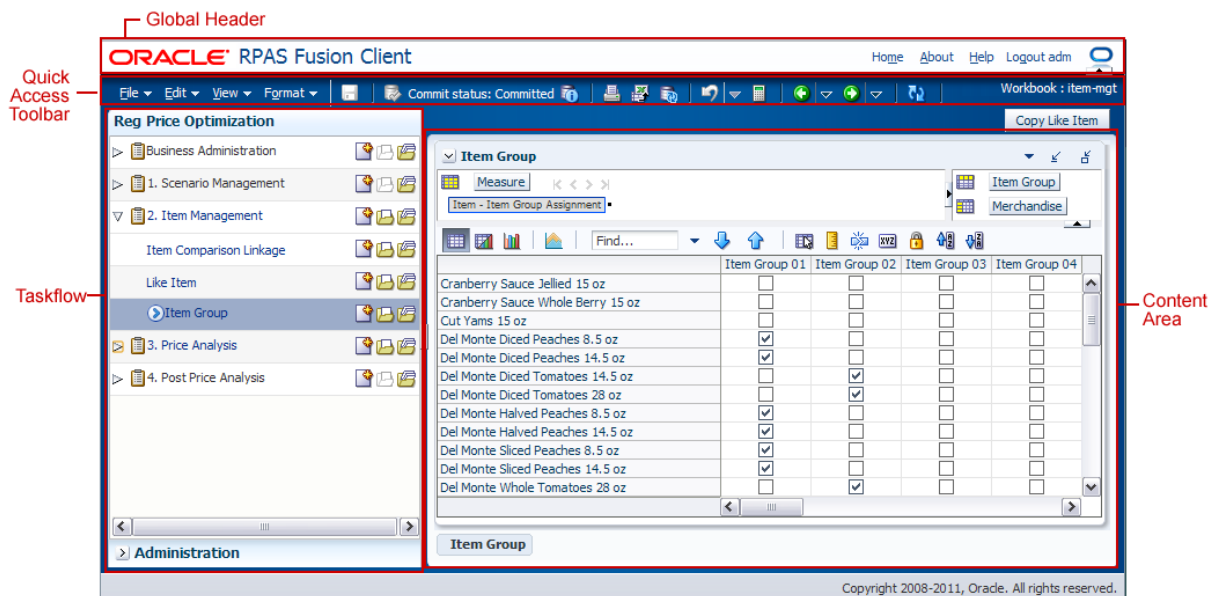 Global Header
ORACLE RPAS Fusion Client
Home About Help Logout adm
Quick
Access
Toolbar
File Edit View Format Commit status: Committed Workbook : item-mgt
Reg Price Optimization
Copy Like Item
Business Administration
1. Scenario Management
2. Item Management
Item Comparison Linkage
Like Item
Item Group
3. Price Analysis
4. Post Price Analysis
Administration
Taskflow
Item Group
Measure
Item - Item Group Assignment
Item Group
Merchandise
Find... XYZ
Item Group 01 Item Group 02 Item Group 03 Item Group 04
Cranberry Sauce Jellied 15 oz
Cranberry Sauce Whole Berry 15 oz
Cut Yams 15 oz
Del Monte Diced Peaches 8.5 oz
Del Monte Diced Peaches 14.5 oz
Del Monte Diced Tomatoes 14.5 oz
Del Monte Diced Tomatoes 28 oz
Del Monte Halved Peaches 8.5 oz
Del Monte Halved Peaches 14.5 oz
Del Monte Sliced Peaches 8.5 oz
Del Monte Sliced Peaches 14.5 oz
Del Monte Whole Tomatoes 28 oz
Item Group
Content
Area
Copyright 2008-2011, Oracle. All rights reserved.